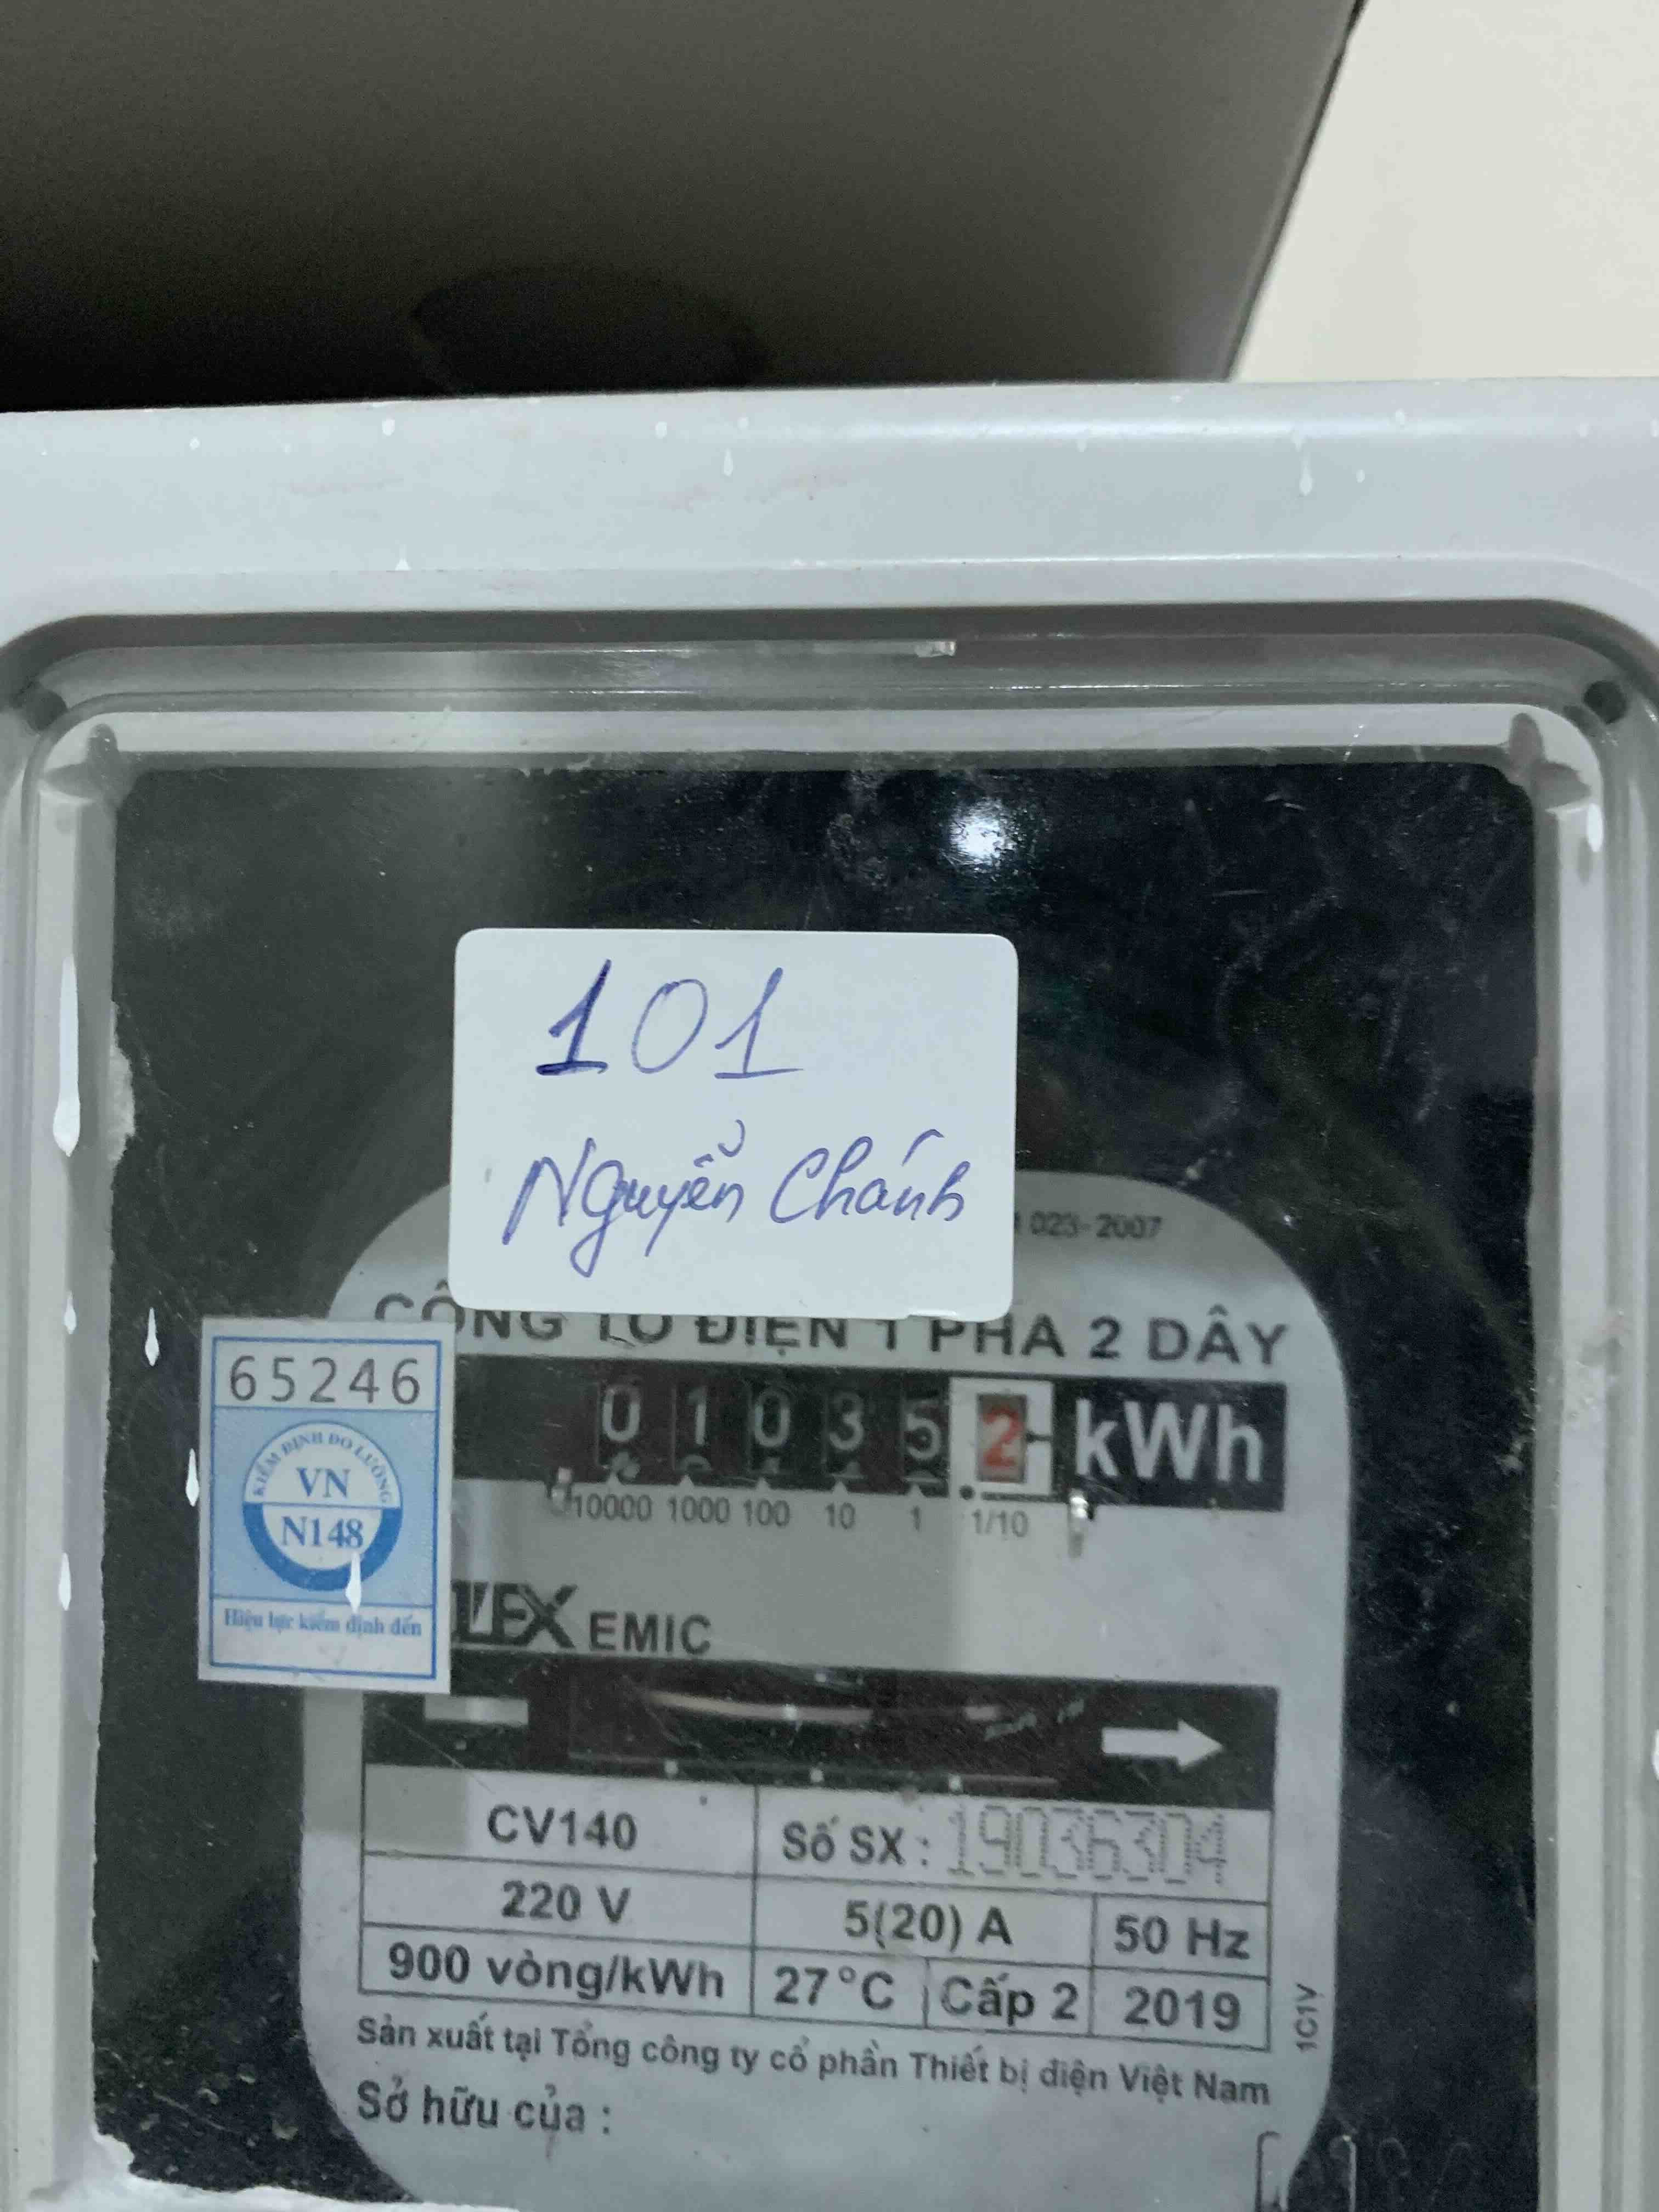 101
Nguyễn Chánh
023-2007
CÔNG TƠ ĐIỆN 1 PHA 2 DÂY
65246
KIỂM ĐỊNH ĐO LƯỜNG
VN
N148
Hiệu lực kiểm định đến
0 1 0 3 5 . 2 kWh
10000 1000 100 10 1 1/10
EMIC
CV140 Số SX : 19036304
220 V 5(20) A 50 Hz
900 vòng/kWh 27°C Cấp 2 2019
1C1V
Sản xuất tại Tổng công ty cổ phần Thiết bị điện Việt Nam
Sở hữu của :